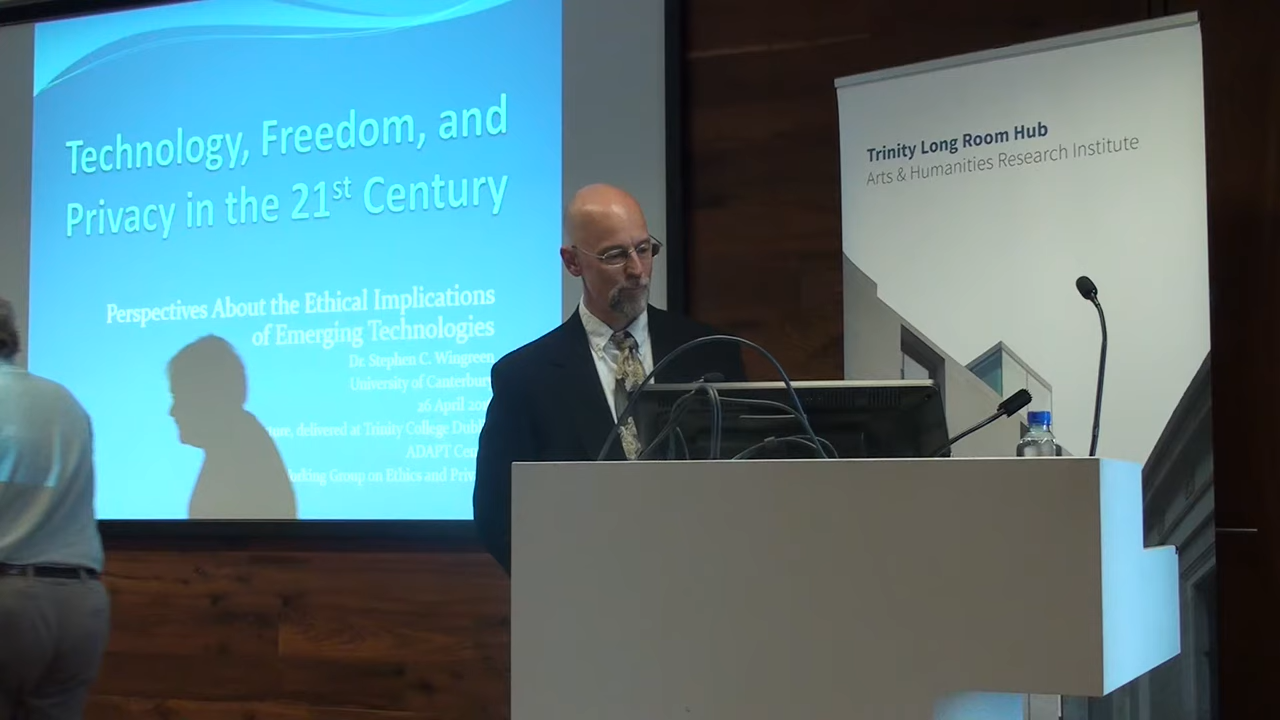 Technology, Freedom, and
Privacy in the 21st Century
Perspectives About the Ethical Implications
of Emerging Technologies
Dr. Stephen C. Wingreen
University of Canterbury
26 April
delivered at Trinity College
ADAPT
Group on Ethics and
Trinity Long Room Hub
Arts & Humanities Research Institute